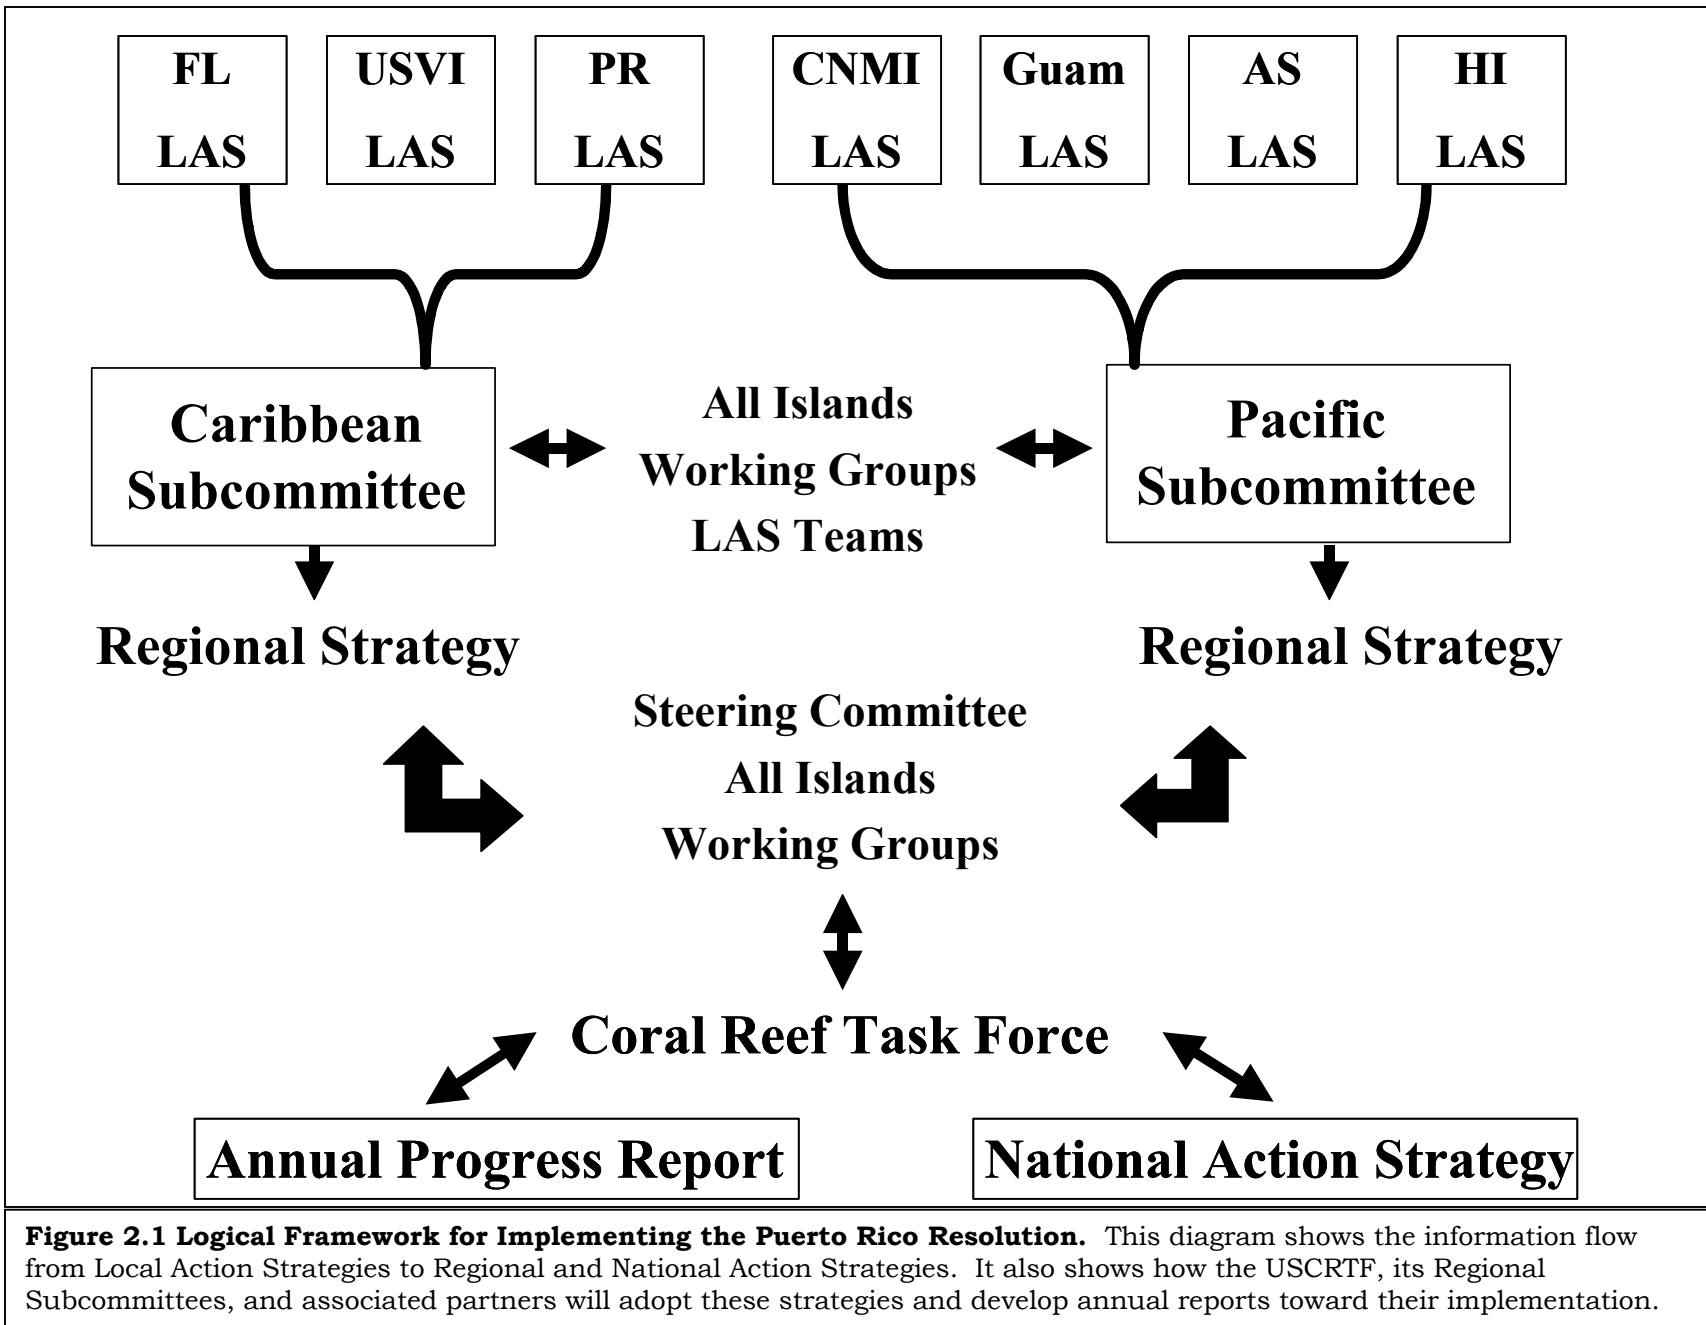 FL USVI PR CNMI Guam AS HI
LAS LAS LAS LAS LAS LAS LAS
Caribbean
Subcommittee
All Islands
Working Groups
LAS Teams
Pacific
Subcommittee
Regional Strategy
Regional Strategy
Steering Committee
All Islands
Working Groups
Coral Reef Task Force
Annual Progress Report
National Action Strategy
Figure 2.1 Logical Framework for Implementing the Puerto Rico Resolution. This diagram shows the information flow
from Local Action Strategies to Regional and National Action Strategies. It also shows how the USCRTF, its Regional
Subcommittees, and associated partners will adopt these strategies and develop annual reports toward their implementation.